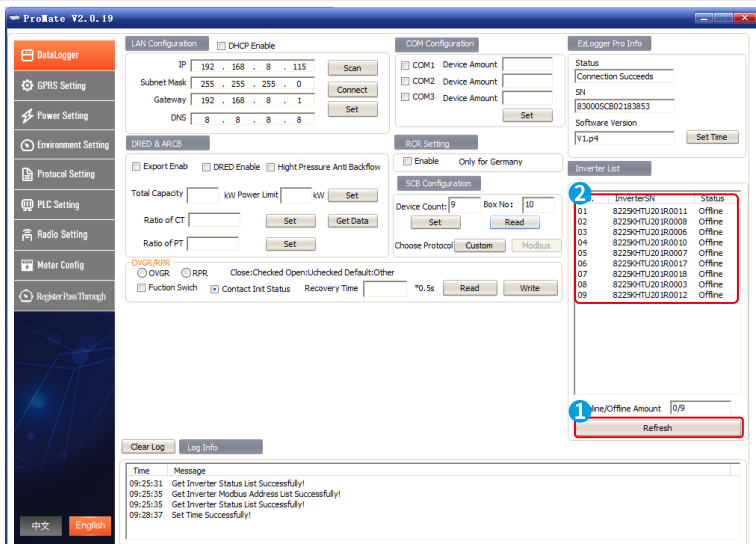 ProMate V2.0.19
DataLogger
GPRS Setting
Power Setting
Environment Setting
Protocol Setting
PLC Setting
Radio Setting
Meter Config
Register Pass Through
中文 English
LAN Configuration DHCP Enable
IP 192 . 168 . 8 . 115 Scan
Subnet Mask 255 . 255 . 255 . 0 Connect
Gateway 192 . 168 . 8 . 1
Set
DNS 8 . 8 . 8 . 8
COM Configuration
COM1 Device Amount
COM2 Device Amount
COM3 Device Amount
Set
EzLogger Pro Info
Status
Connection Succeeds
SN
83000SCB02183853
Software Version
V1.p4 Set Time
DRED & ARCB
Export Enab DRED Enable Hight Pressure Anti Backflow
Total Capacity kW Power Limit kW Set
Ratio of CT Set Get Data
Ratio of PT Set
RCR Setting
Enable Only for Germany
SCB Configuration
Device Count: 9 Box No: 10
Set Read
Choose Protocol Custom Modbus
OVGR/RPR
OVGR RPR Close:Checked Open:Uchecked Default:Other
Fuction Swich Contact Init Status Recovery Time *0.5s Read Write
Inverter List
2
InverterSN Status
01 8225KHTU201R0011 Offline
02 8225KHTU201R0008 Offline
03 8225KHTU201R0006 Offline
04 8225KHTU201R0010 Offline
05 8225KHTU201R0007 Offline
06 8225KHTU201R0017 Offline
07 8225KHTU201R0018 Offline
08 8225KHTU201R0003 Offline
09 8225KHTU201R0012 Offline
1
line/Offline Amount 0/9
Refresh
Clear Log Log Info
Time Message
09:25:31 Get Inverter Status List Successfully!
09:25:35 Get Inverter Modbus Address List Successfully!
09:25:35 Get Inverter Status List Successfully!
09:28:37 Set Time Successfully!